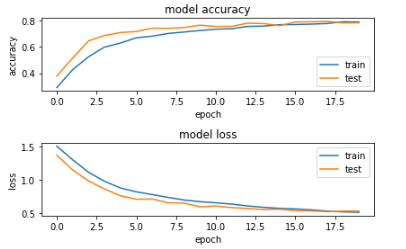 model accuracy
0.8
0.6
0.4
accuracy
train
test
0.0 2.5 5.0 7.5 10.0 12.5 15.0 17.5
epoch
model loss
1.5
1.0
0.5
loss
train
test
0.0 2.5 5.0 7.5 10.0 12.5 15.0 17.5
epoch